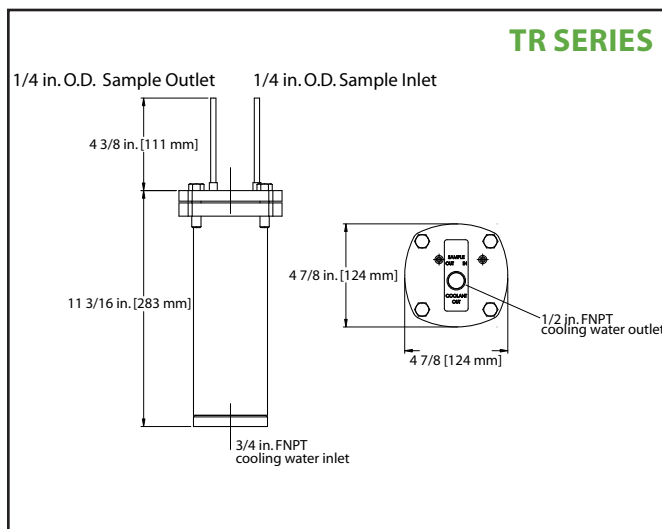 TR SERIES
1/4 in. O.D. Sample Outlet
1/4 in. O.D. Sample Inlet
4 3/8 in. [111 mm]
11 3/16 in. [283 mm]
3/4 in. FNPT
cooling water inlet
4 7/8 in. [124 mm]
SAMPLE
OUT IN
COOLANT
OUT
1/2 in. FNPT
cooling water outlet
4 7/8 [124 mm]